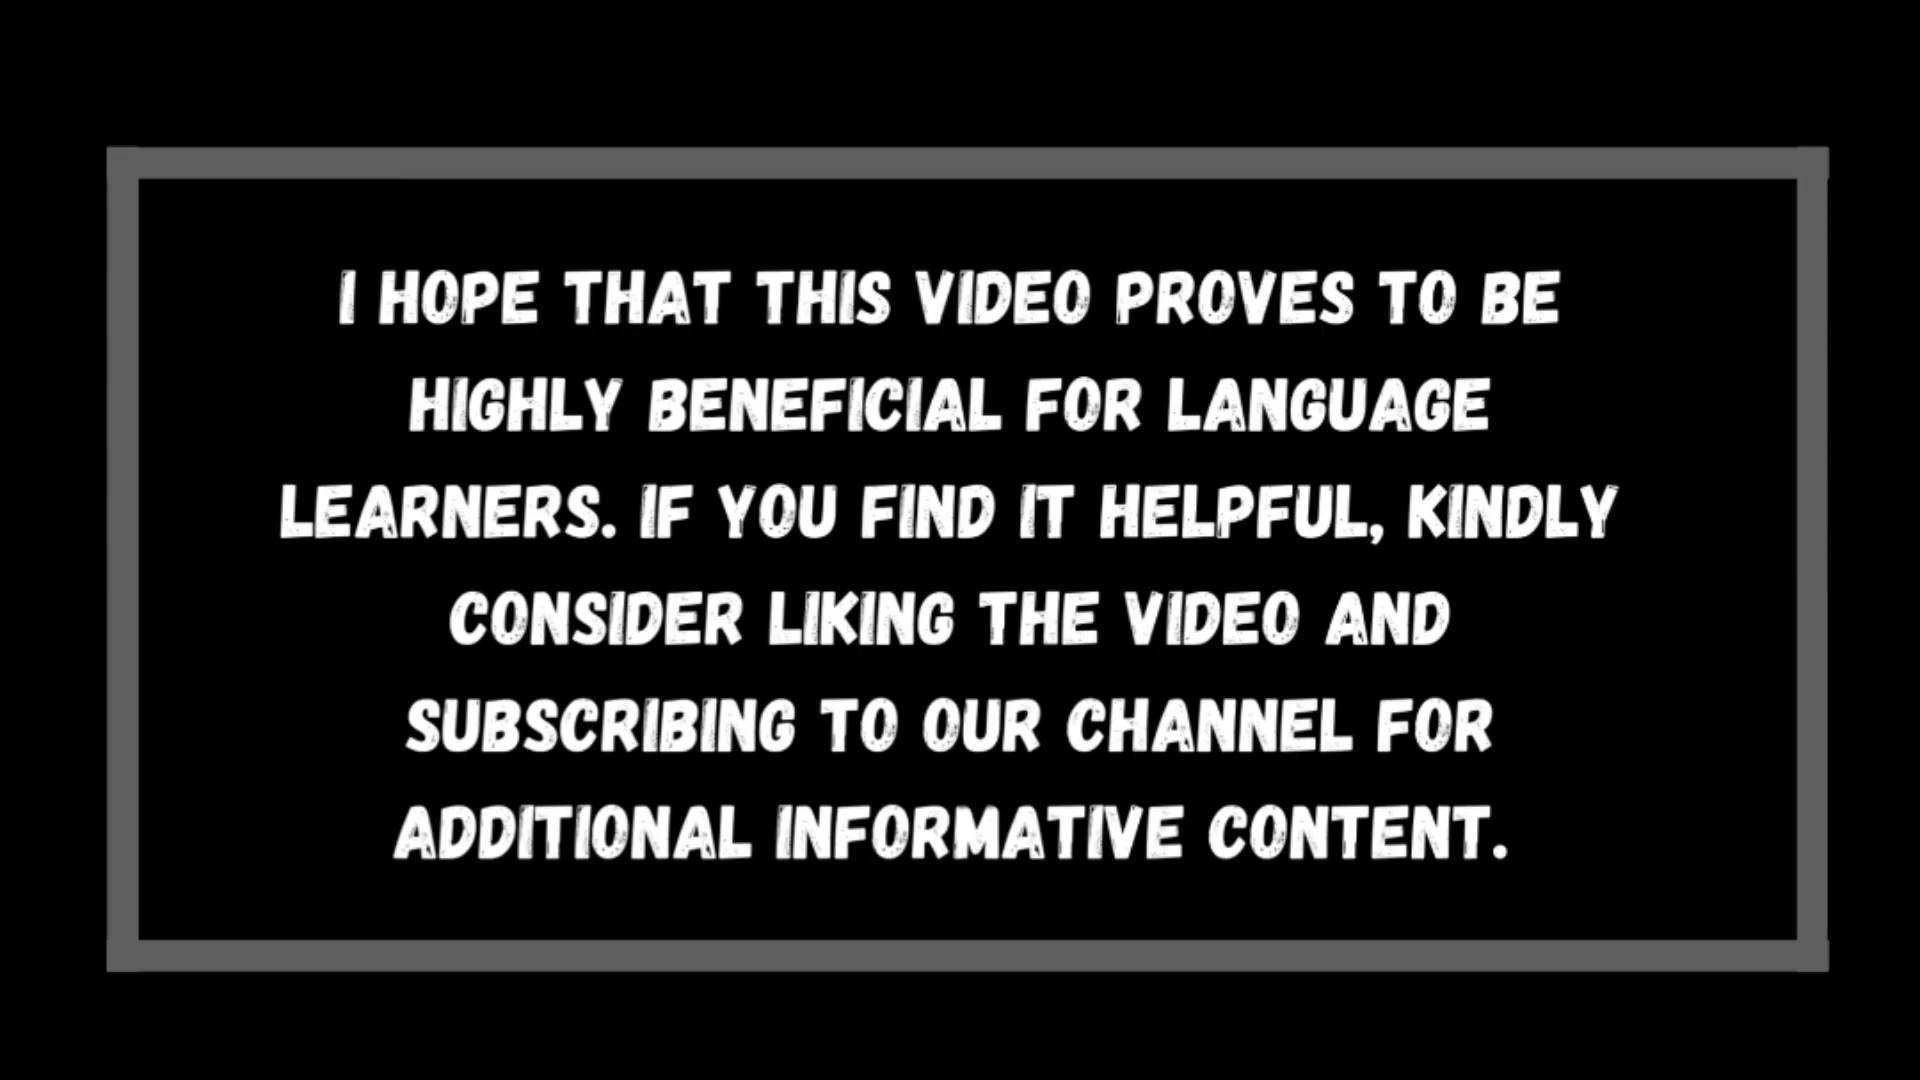 I HOPE THAT THIS VIDEO PROVES TO BE
HIGHLY BENEFICIAL FOR LANGUAGE
LEARNERS. IF YOU FIND IT HELPFUL, KINDLY
CONSIDER LIKING THE VIDEO AND
SUBSCRIBING TO OUR CHANNEL FOR
ADDITIONAL INFORMATIVE CONTENT.